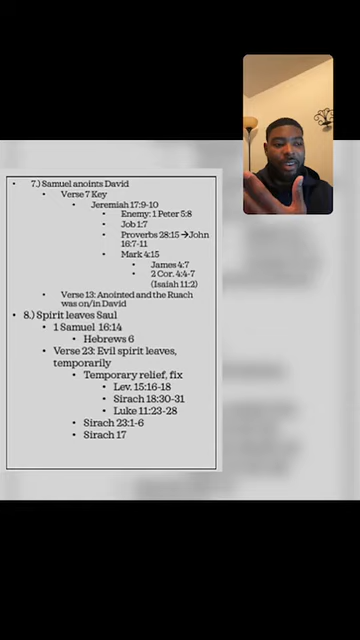 7.) Samuel anoints David
Verse 7 Key
Jeremiah 17:9-10
Enemy: 1 Peter 5:8
Job 1:7
Proverbs 28:15 →John
16:7-11
Mark 4:15
James 4:7
2 Cor. 4:4-7
(Isaiah 11:2)
Verse 13: Anointed and the Ruach
was on/in David
8.) Spirit leaves Saul
1 Samuel 16:14
Hebrews 6
Verse 23: Evil spirit leaves,
temporarily
Temporary relief, fix
Lev. 15:16-18
Sirach 18:30-31
Luke 11:23-28
Sirach 23:1-6
Sirach 17